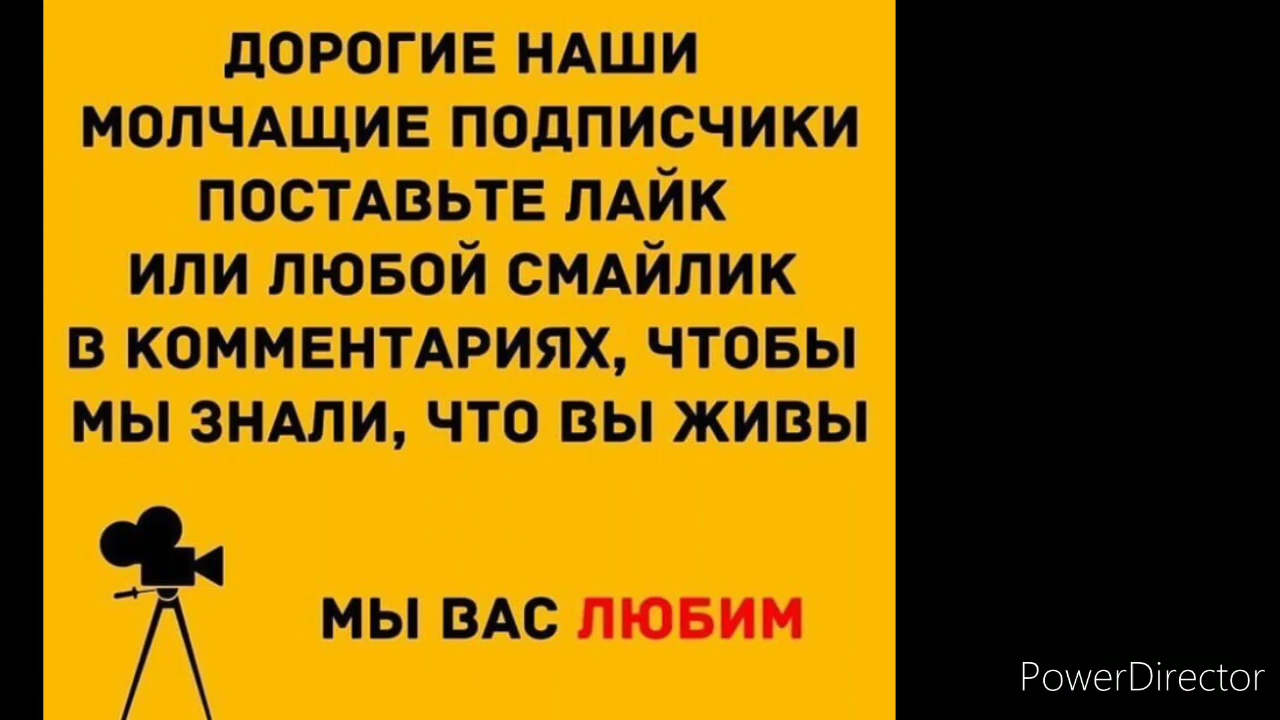 ДОРОГИЕ НАШИ
МОЛЧАЩИЕ ПОДПИСЧИКИ
ПОСТАВЬТЕ ЛАЙК
ИЛИ ЛЮБОЙ СМАЙЛИК
В КОММЕНТАРИЯХ, ЧТОБЫ
МЫ ЗНАЛИ, ЧТО ВЫ ЖИВЫ
МЫ ВАС ЛЮБИМ
PowerDirector